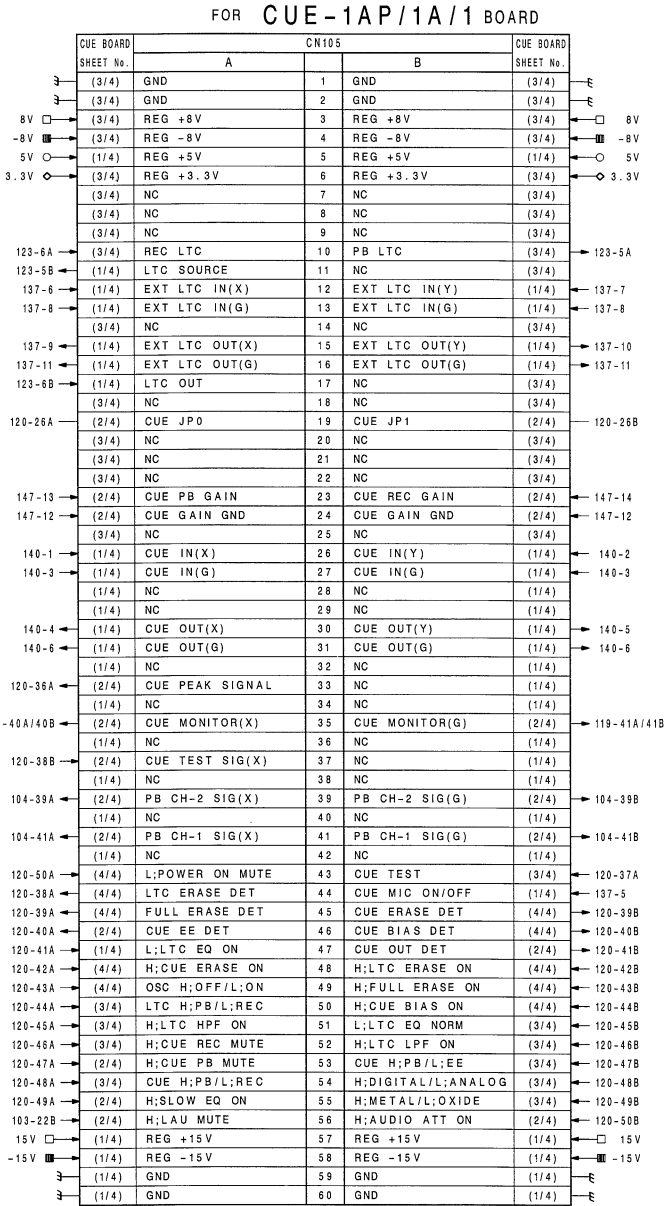 FOR CUE-1AP/1A/1 BOARD
CUE BOARD CN105 CUE BOARD
SHEET No. A B SHEET No.
(3/4) GND 1 GND (3/4)
(3/4) GND 2 GND (3/4)
8V (3/4) REG +8V 3 REG +8V (3/4) 8V
-8V (3/4) REG -8V 4 REG -8V (3/4) -8V
5V (1/4) REG +5V 5 REG +5V (1/4) 5V
3.3V (3/4) REG +3.3V 6 REG +3.3V (3/4) 3.3V
(3/4) NC 7 NC (3/4)
(3/4) NC 8 NC (3/4)
(3/4) NC 9 NC (3/4)
123-6A (3/4) REC LTC 10 PB LTC (3/4) 123-5A
123-5B (1/4) LTC SOURCE 11 NC (3/4)
137-6 (1/4) EXT LTC IN(X) 12 EXT LTC IN(Y) (1/4) 137-7
137-8 (1/4) EXT LTC IN(G) 13 EXT LTC IN(G) (1/4) 137-8
(3/4) NC 14 NC (3/4)
137-9 (1/4) EXT LTC OUT(X) 15 EXT LTC OUT(Y) (1/4) 137-10
137-11 (1/4) EXT LTC OUT(G) 16 EXT LTC OUT(G) (1/4) 137-11
123-6B (1/4) LTC OUT 17 NC (3/4)
(3/4) NC 18 NC (3/4)
120-26A (2/4) CUE JP0 19 CUE JP1 (2/4) 120-26B
(3/4) NC 20 NC (3/4)
(3/4) NC 21 NC (3/4)
(3/4) NC 22 NC (3/4)
147-13 (2/4) CUE PB GAIN 23 CUE REC GAIN (2/4) 147-14
147-12 (2/4) CUE GAIN GND 24 CUE GAIN GND (2/4) 147-12
(3/4) NC 25 NC (3/4)
140-1 (1/4) CUE IN(X) 26 CUE IN(Y) (1/4) 140-2
140-3 (1/4) CUE IN(G) 27 CUE IN(G) (1/4) 140-3
(1/4) NC 28 NC (1/4)
(1/4) NC 29 NC (1/4)
140-4 (1/4) CUE OUT(X) 30 CUE OUT(Y) (1/4) 140-5
140-6 (1/4) CUE OUT(G) 31 CUE OUT(G) (1/4) 140-6
(1/4) NC 32 NC (1/4)
120-36A (2/4) CUE PEAK SIGNAL 33 NC (1/4)
(1/4) NC 34 NC (1/4)
-40A/40B (2/4) CUE MONITOR(X) 35 CUE MONITOR(G) (2/4) 119-41A/41B
(1/4) NC 36 NC (1/4)
120-38B (2/4) CUE TEST SIG(X) 37 NC (1/4)
(1/4) NC 38 NC (1/4)
104-39A (2/4) PB CH-2 SIG(X) 39 PB CH-2 SIG(G) (2/4) 104-39B
(1/4) NC 40 NC (1/4)
104-41A (2/4) PB CH-1 SIG(X) 41 PB CH-1 SIG(G) (2/4) 104-41B
(1/4) NC 42 NC (1/4)
120-50A (4/4) L;POWER ON MUTE 43 CUE TEST (3/4) 120-37A
120-38A (4/4) LTC ERASE DET 44 CUE MIC ON/OFF (1/4) 137-5
120-39A (4/4) FULL ERASE DET 45 CUE ERASE DET (4/4) 120-39B
120-40A (2/4) CUE EE DET 46 CUE BIAS DET (4/4) 120-40B
120-41A (1/4) L;LTC EQ ON 47 CUE OUT DET (2/4) 120-41B
120-42A (4/4) H;CUE ERASE ON 48 H;LTC ERASE ON (4/4) 120-42B
120-43A (4/4) OSC H;OFF/L;ON 49 H;FULL ERASE ON (4/4) 120-43B
120-44A (3/4) LTC H;PB/L;REC 50 H;CUE BIAS ON (4/4) 120-44B
120-45A (3/4) H;LTC HPF ON 51 L;LTC EQ NORM (3/4) 120-45B
120-46A (3/4) H;CUE REC MUTE 52 H;LTC LPF ON (3/4) 120-46B
120-47A (2/4) H;CUE PB MUTE 53 CUE H;PB/L;EE (3/4) 120-47B
120-48A (3/4) CUE H;PB/L;REC 54 H;DIGITAL/L;ANALOG (3/4) 120-48B
120-49A (2/4) H;SLOW EQ ON 55 H;METAL/L;OXIDE (3/4) 120-49B
103-22B (2/4) H;LAU MUTE 56 H;AUDIO ATT ON (2/4) 120-50B
15V (1/4) REG +15V 57 REG +15V (1/4) 15V
-15V (1/4) REG -15V 58 REG -15V (1/4) -15V
(1/4) GND 59 GND (1/4)
(1/4) GND 60 GND (1/4)